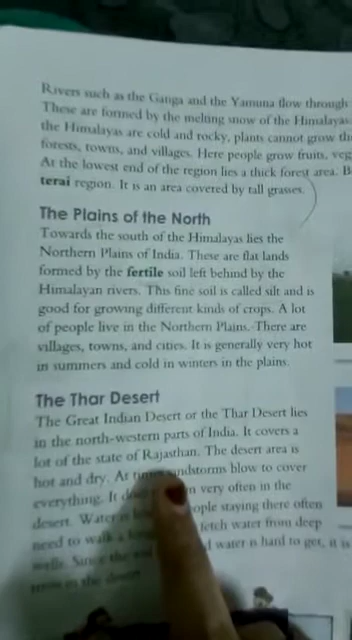 Rivers such as the Ganga and the Yamuna flow through
These are formed by the melting snow of the Himalayas.
the Himalayas are cold and rocky, plants cannot grow
forests, towns, and villages. Here people grow fruits,
At the lowest end of the region lies a thick forest area.
terai region. It is an area covered by tall grasses.
The Plains of the North
Towards the south of the Himalayas lies the
Northern Plains of India. These are flat lands
formed by the fertile soil left behind by the
Himalayan rivers. This fine soil is called silt and is
good for growing different kinds of crops. A lot
of people live in the Northern Plains. There are
villages, towns, and cities. It is generally very hot
in summers and cold in winters in the plains.
The Thar Desert
The Great Indian Desert or the Thar Desert lies
in the north-western parts of India. It covers a
lot of the state of Rajasthan. The desert area is
hot and dry. At blow to cover
everything. It very often in the
desert. Water staying there often
need to walk a fetch water from deep
wells. Since the water is hard to get, it is
in the desert